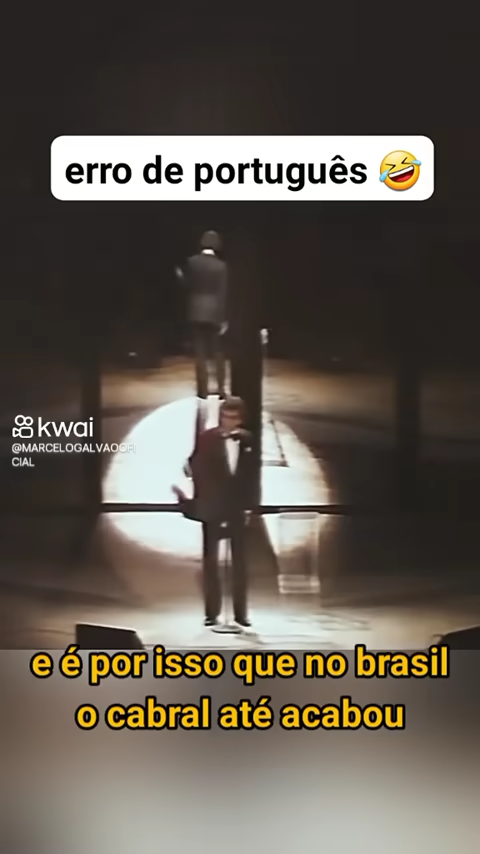 erro de português 🤣
kwai
@MARCELOGALVAOOFI
CIAL
e é por isso que no brasil
o cabral até acabou